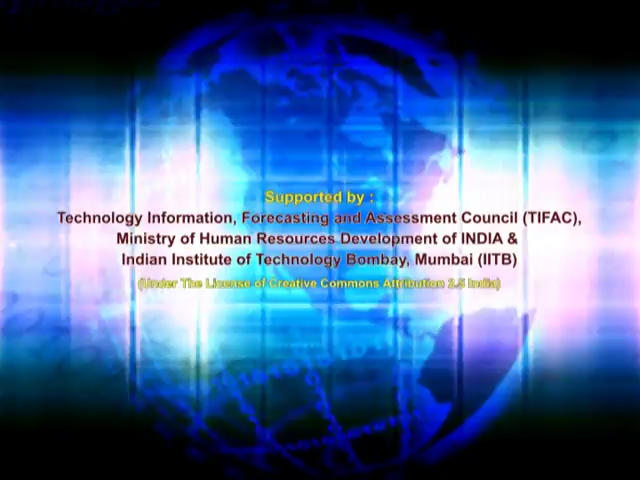 Supported by :
Technology Information, Forecasting and Assessment Council (TIFAC),
Ministry of Human Resources Development of INDIA &
Indian Institute of Technology Bombay, Mumbai (IITB)
(Under The License of Creative Commons Attribution 2.5 India)